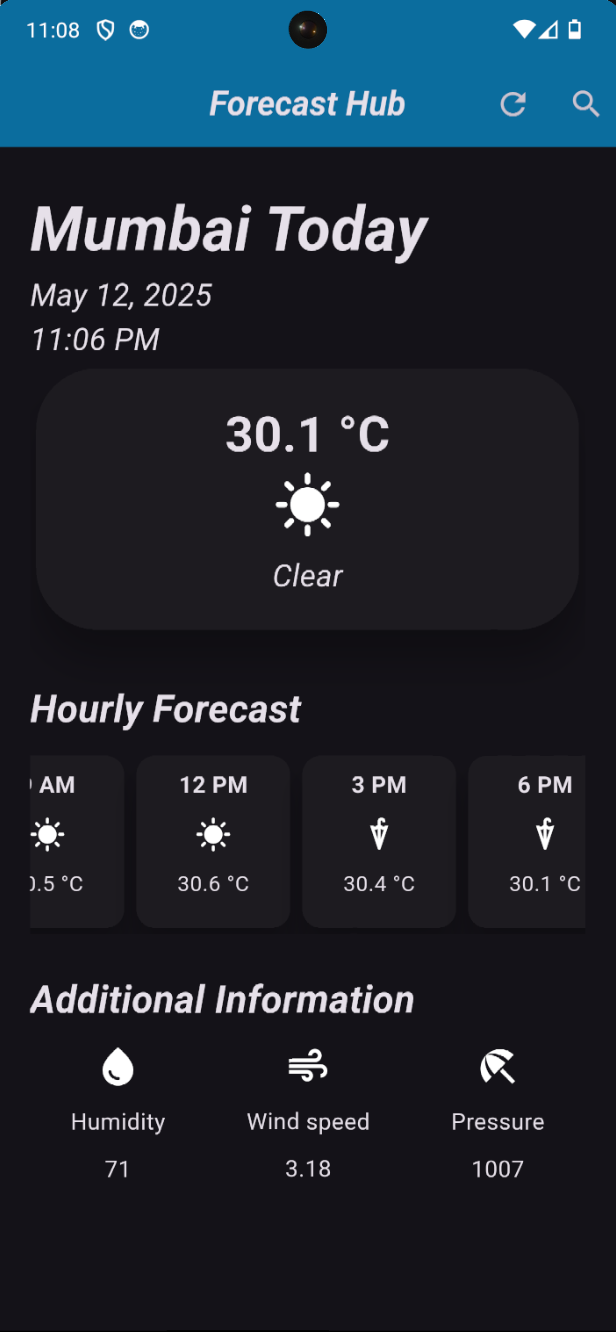 11:08
Forecast Hub
Mumbai Today
May 12, 2025
11:06 PM
30.1 °C
Clear
Hourly Forecast
AM 12 PM 3 PM 6 PM
.5 °C 30.6 °C 30.4 °C 30.1 °C
Additional Information
Humidity Wind speed Pressure
71 3.18 1007